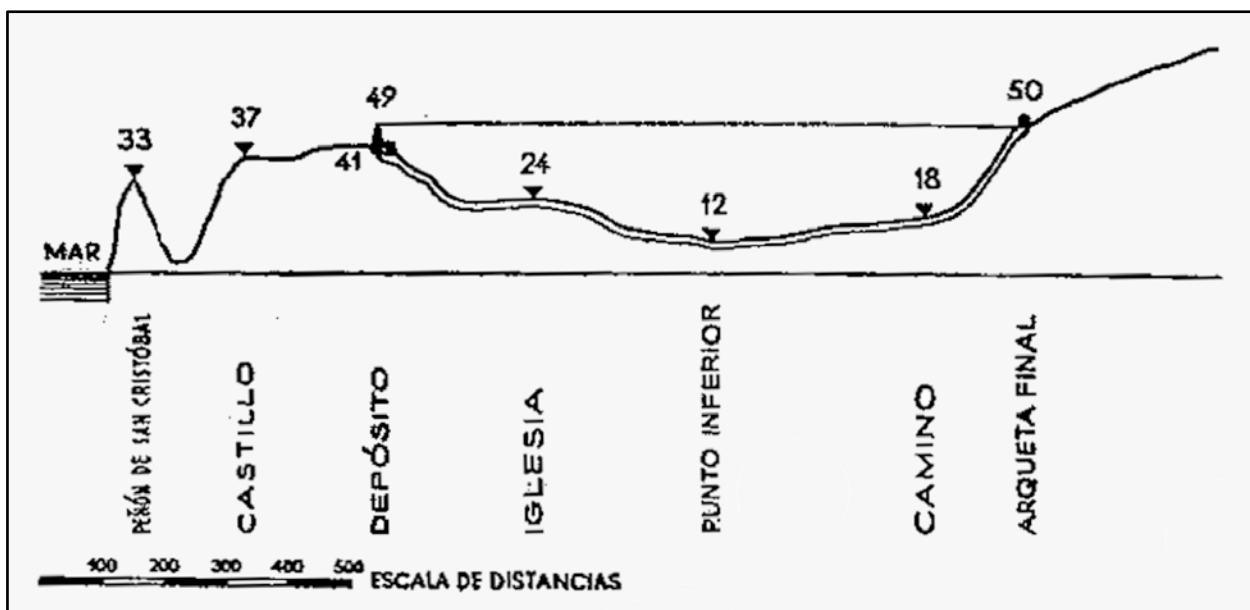 33
37
49
41
24
12
18
50
MAR
PEÑÓN DE SAN CRISTÓBAL
CASTILLO
DEPÓSITO
IGLESIA
PUNTO INFERIOR
CAMINO
ARQUETA FINAL
100 200 300 400 500 ESCALA DE DISTANCIAS